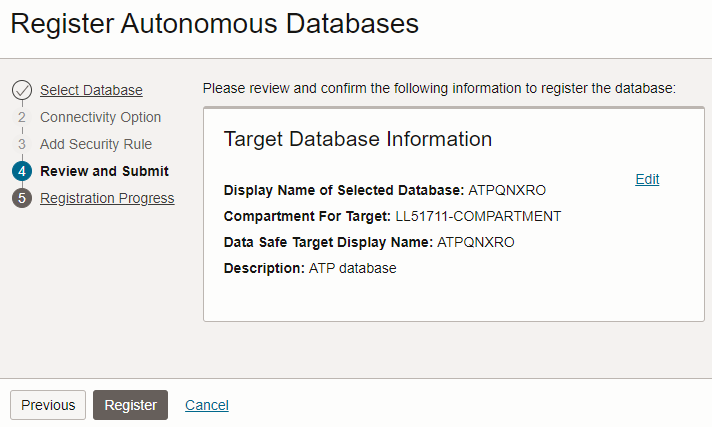 Register Autonomous Databases
Select Database
2 Connectivity Option
3 Add Security Rule
4 Review and Submit
5 Registration Progress
Please review and confirm the following information to register the database:
Target Database Information
Edit
Display Name of Selected Database: ATPQNXRO
Compartment For Target: LL51711-COMPARTMENT
Data Safe Target Display Name: ATPQNXRO
Description: ATP database
Previous Register Cancel